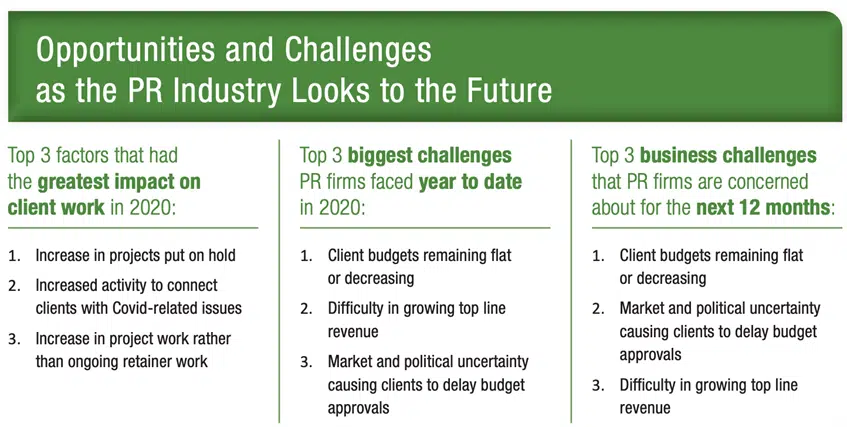 Opportunities and Challenges
as the PR Industry Looks to the Future
Top 3 factors that had
the greatest impact on
client work in 2020:
1. Increase in projects put on hold
2. Increased activity to connect
clients with Covid-related issues
3. Increase in project work rather
than ongoing retainer work
Top 3 biggest challenges
PR firms faced year to date
in 2020:
1. Client budgets remaining flat
or decreasing
2. Difficulty in growing top line
revenue
3. Market and political uncertainty
causing clients to delay budget
approvals
Top 3 business challenges
that PR firms are concerned
about for the next 12 months:
1. Client budgets remaining flat
or decreasing
2. Market and political uncertainty
causing clients to delay budget
approvals
3. Difficulty in growing top line
revenue